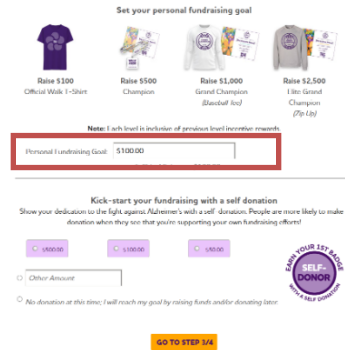 Set your personal fundraising goal
Raise $100 Raise $500 Raise $1,000 Raise $2,500
Official Walk T-Shirt Champion Grand Champion Elite Grand
(Baseball Tee) Champion
(Zip Up)
Note: Each level is inclusive of previous level incentive rewards.
Personal Fundraising Goal: $100.00
Kick-start your fundraising with a self donation
Show your dedication to the fight against Alzheimer's with a self-donation. People are more likely to make
donation when they see that you're supporting your own fundraising efforts!
$100.00 $50.00
EARN YOUR 1ST BADGE
SELF-
DONOR
WITH A SELF DONATION
Other Amount
No donation at this time; I will reach my goal by raising funds and/or donating later.
GO TO STEP 3/4